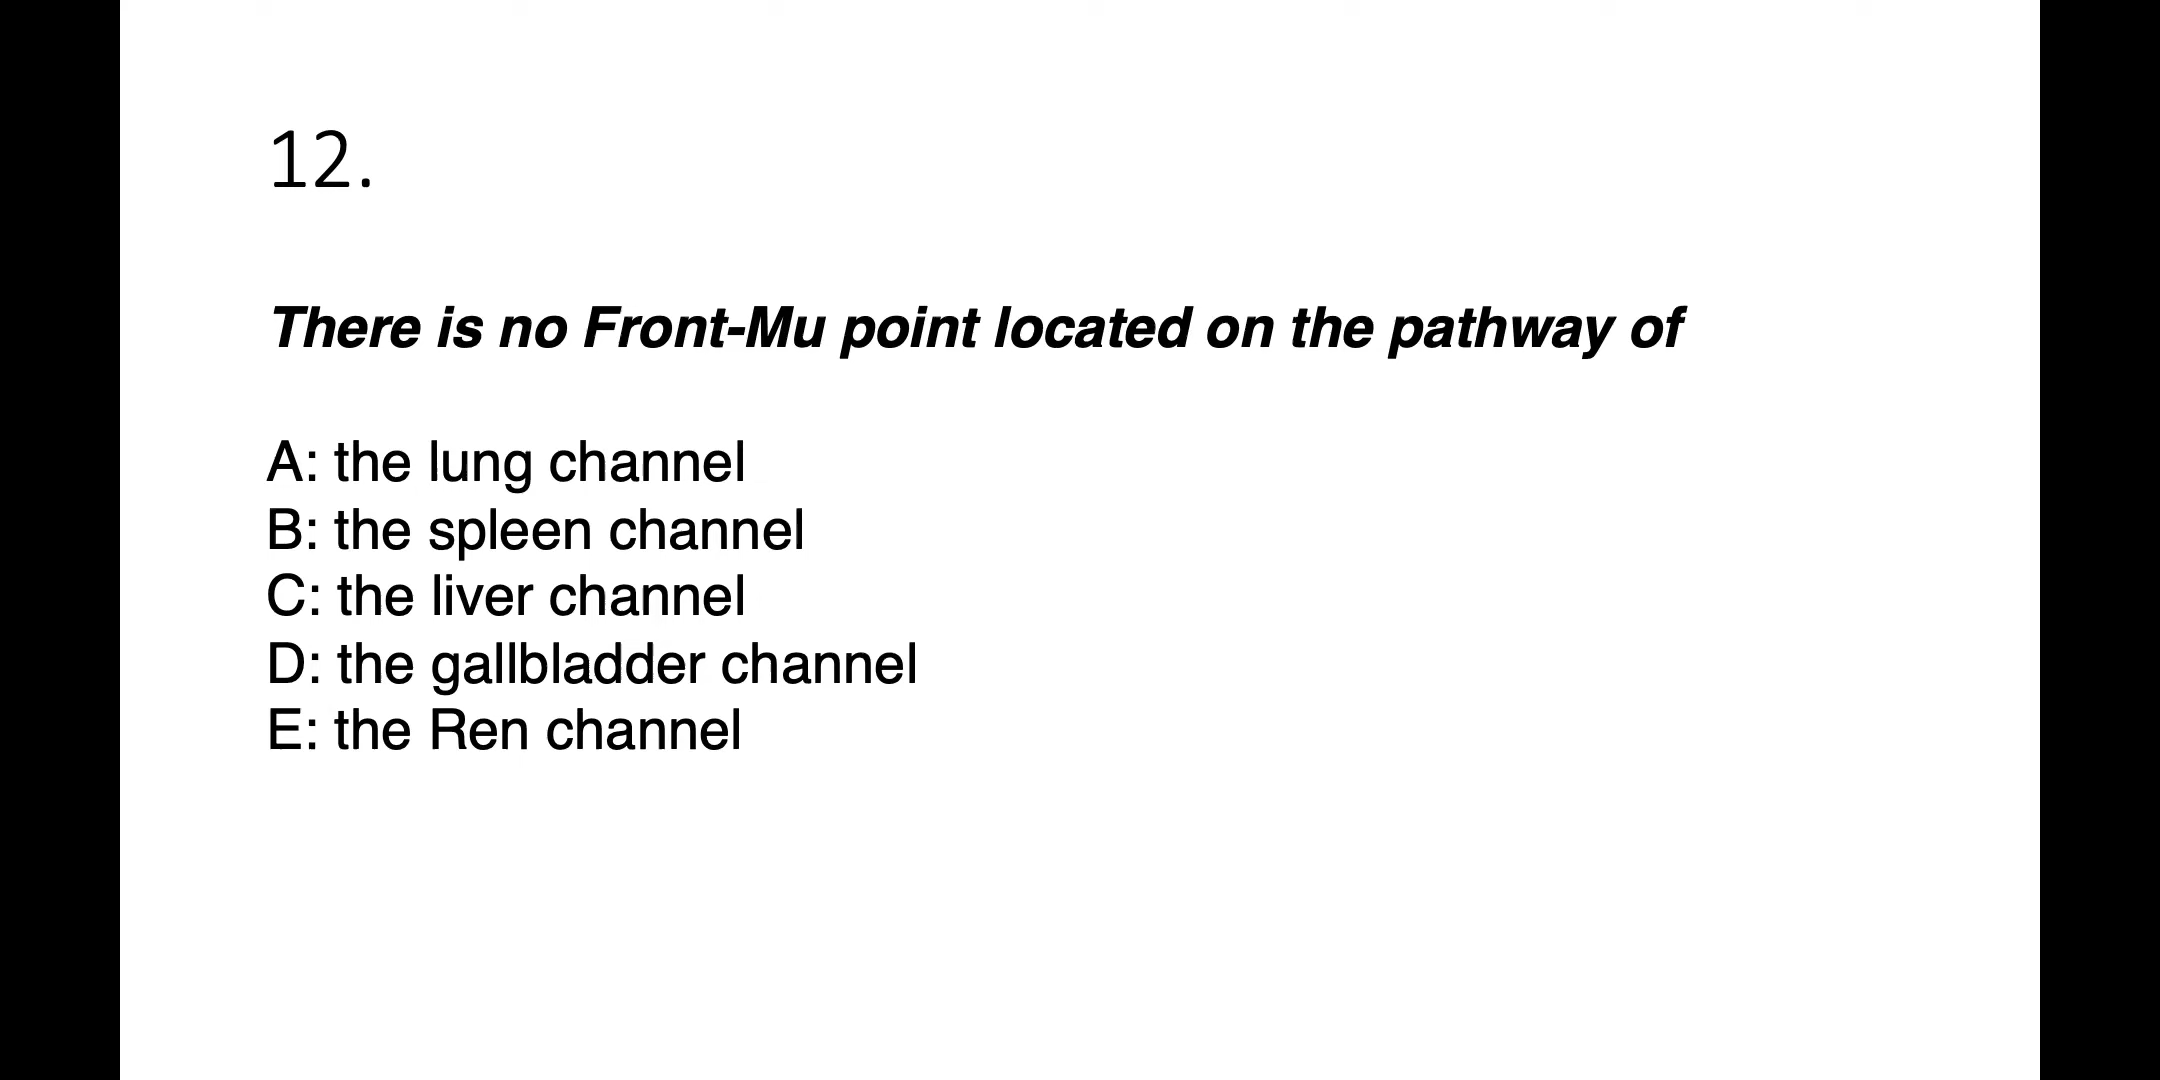 12.
There is no Front-Mu point located on the pathway of
A: the lung channel
B: the spleen channel
C: the liver channel
D: the gallbladder channel
E: the Ren channel